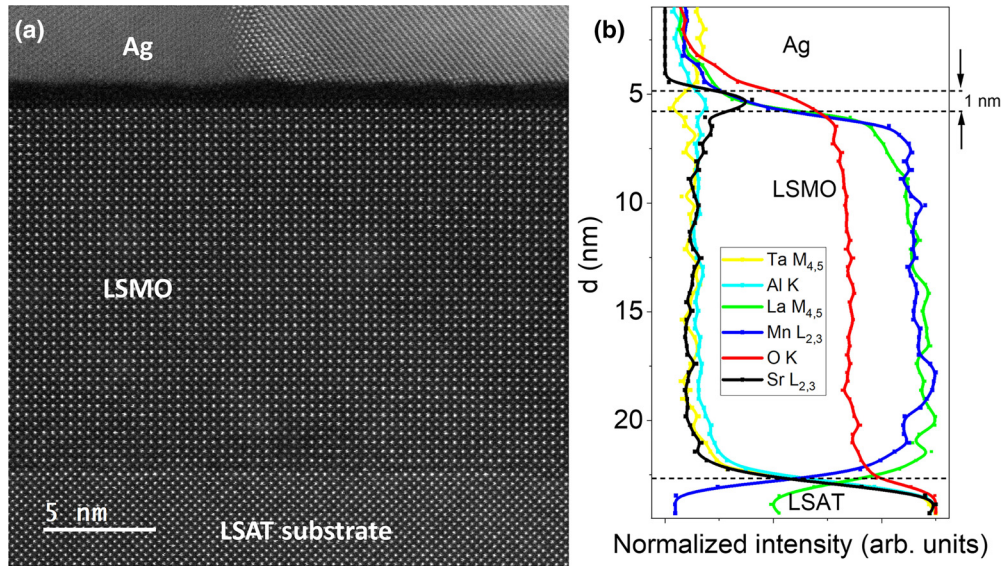 (a)
Ag
LSMO
5 nm
LSAT substrate
(b)
Ag
1 nm
5
LSMO
10
d (nm)
Ta M4,5
Al K
La M4,5
Mn L2,3
O K
Sr L2,3
15
20
LSAT
Normalized intensity (arb. units)